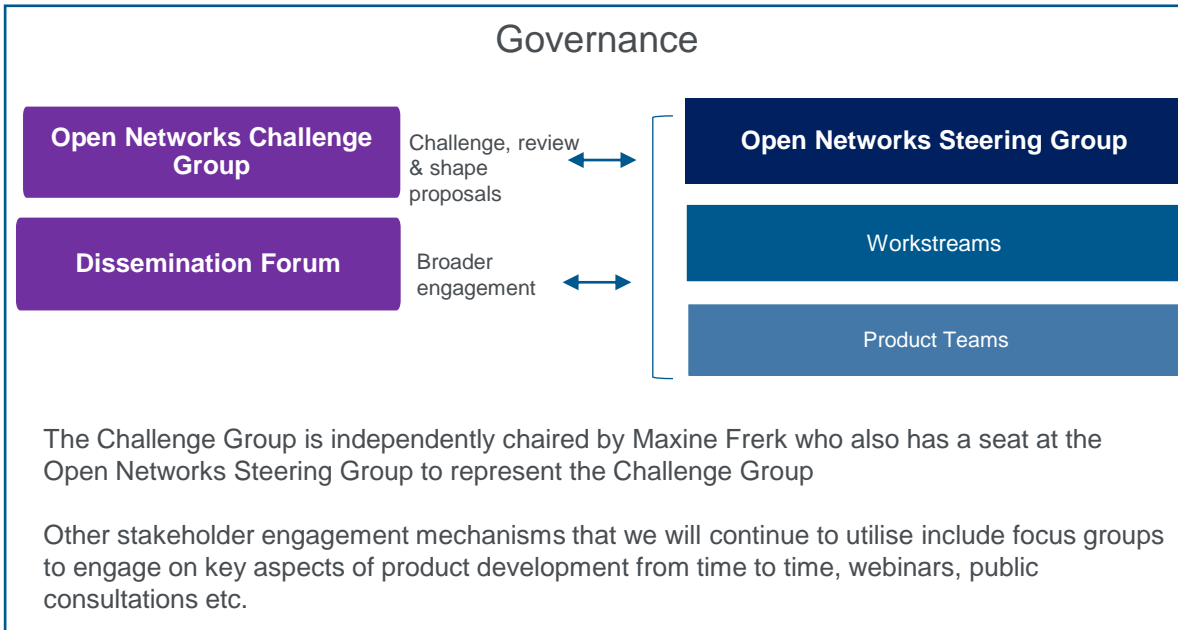 Governance
Open Networks Challenge
Group
Challenge, review
& shape
proposals
Open Networks Steering Group
Dissemination Forum
Broader
engagement
Workstreams
Product Teams
The Challenge Group is independently chaired by Maxine Frerk who also has a seat at the
Open Networks Steering Group to represent the Challenge Group
Other stakeholder engagement mechanisms that we will continue to utilise include focus groups
to engage on key aspects of product development from time to time, webinars, public
consultations etc.